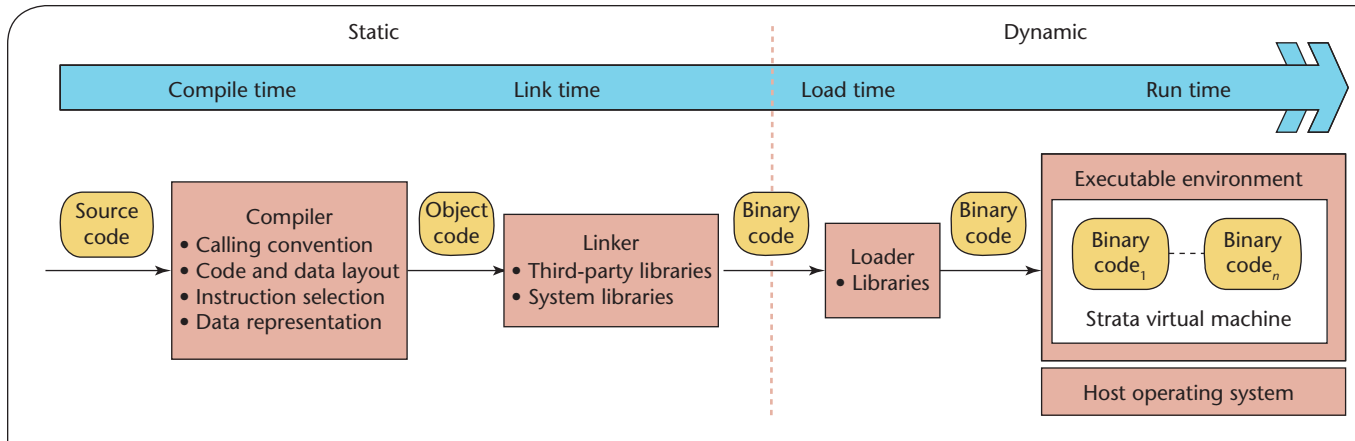 Static
Dynamic
Compile time
Link time
Load time
Run time
Source
code
Compiler
• Calling convention
• Code and data layout
• Instruction selection
• Data representation
Object
code
Linker
• Third-party libraries
• System libraries
Binary
code
Loader
• Libraries
Binary
code
Executable environment
Binary
code1
Binary
coden
Strata virtual machine
Host operating system